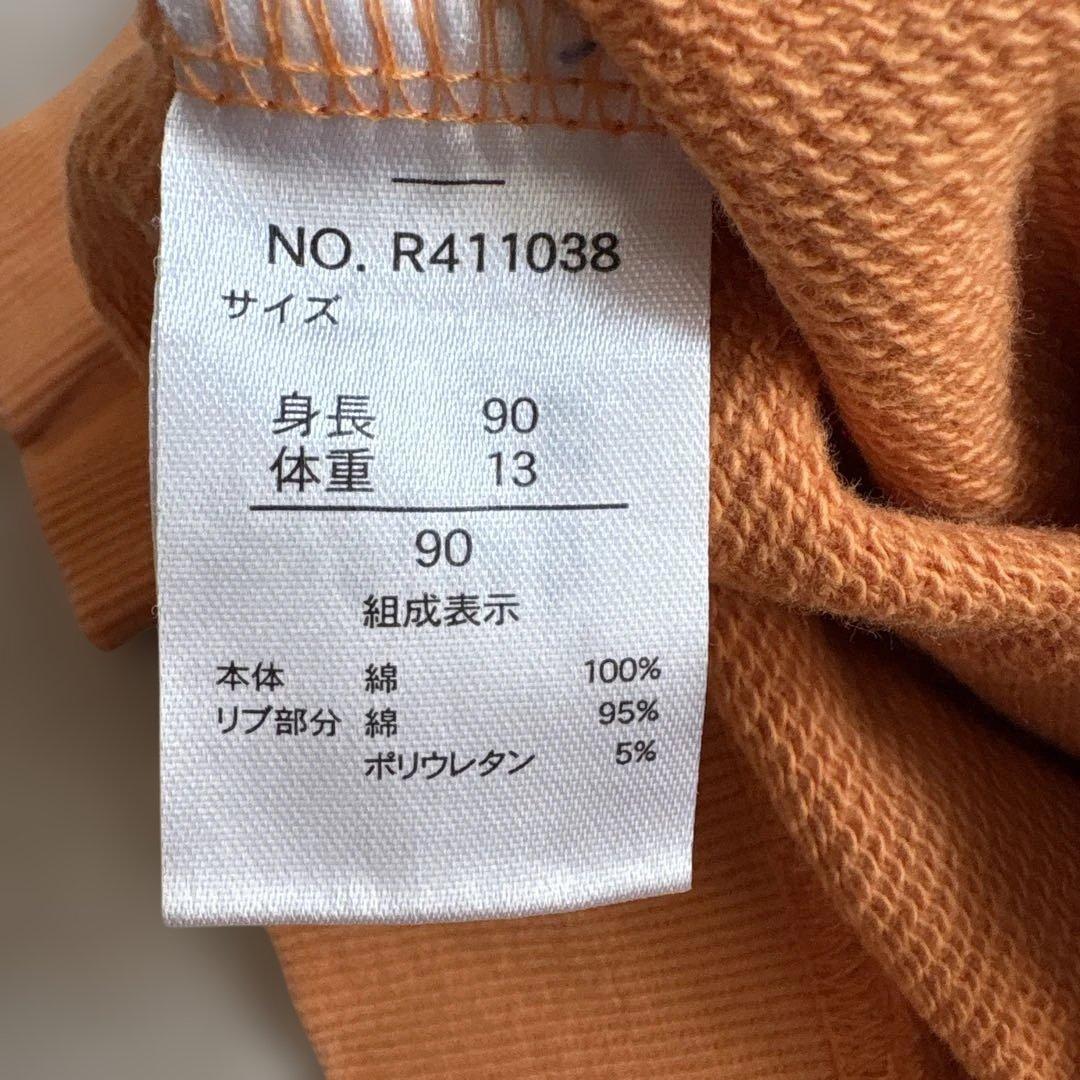 NO. R411038
サイズ
身長 90
体重 13
90
組成表示
本体 綿 100%
リブ部分 綿 95%
ポリウレタン 5%